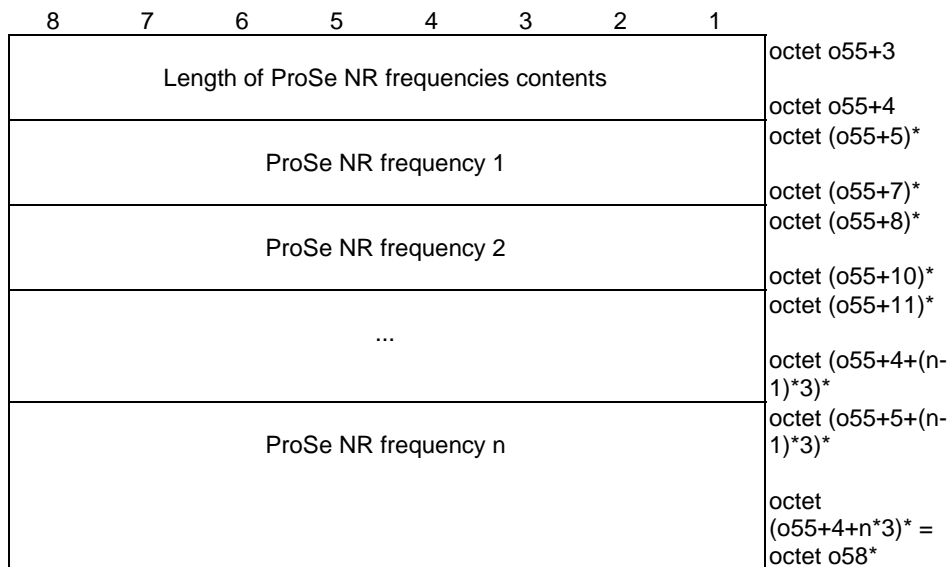 8 7 6 5 4 3 2 1
Length of ProSe NR frequencies contents
octet o55+3
octet o55+4
ProSe NR frequency 1
octet (o55+5)*
octet (o55+7)*
ProSe NR frequency 2
octet (o55+8)*
octet (o55+10)*
...
octet (o55+11)*
octet (o55+4+(n-
1)*3)*
ProSe NR frequency n
octet (o55+5+(n-
1)*3)*
octet
(o55+4+n*3)* =
octet o58*